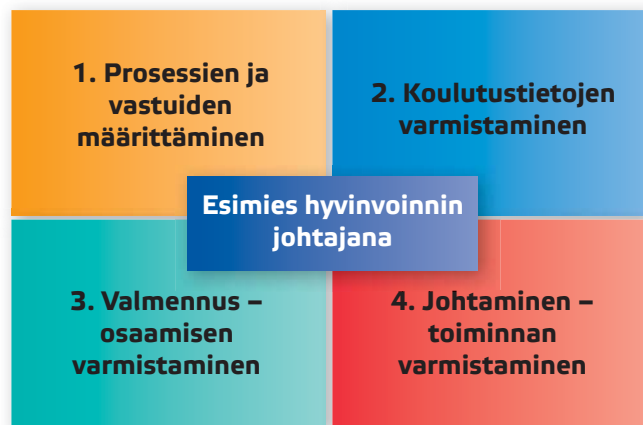 1. Prosessien ja
vastuiden
määrittäminen
2. Koulutustietojen
varmistaminen
Esimies hyvinvoinnin
johtajana
3. Valmennus –
osaamisen
varmistaminen
4. Johtaminen –
toiminnan
varmistaminen